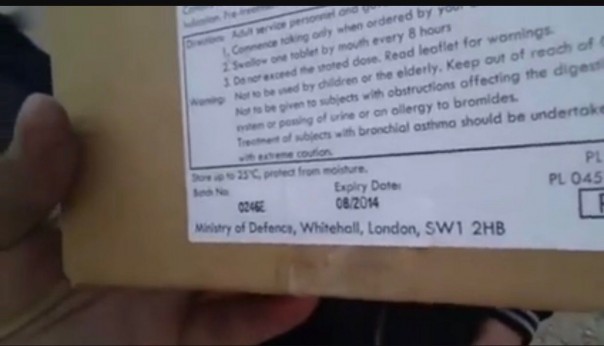 Indication: Pre-treatment
Directions: Adult service personnel and
1. Commence taking only when ordered by your
2. Swallow one tablet by mouth every 8 hours
3. Do not exceed the stated dose. Read leaflet for warnings.
Warning: Not to be used by children or the elderly. Keep out of reach of
Not to be given to subjects with obstructions affecting the digesti
system or passing of urine or an allergy to bromides.
Treatment of subjects with bronchial asthma should be undertake
with extreme caution.
Store up to 25°C, protect from moisture.
PL
Batch No Expiry Date: PL 045
0246E 08/2014
Ministry of Defence, Whitehall, London, SW1 2HB